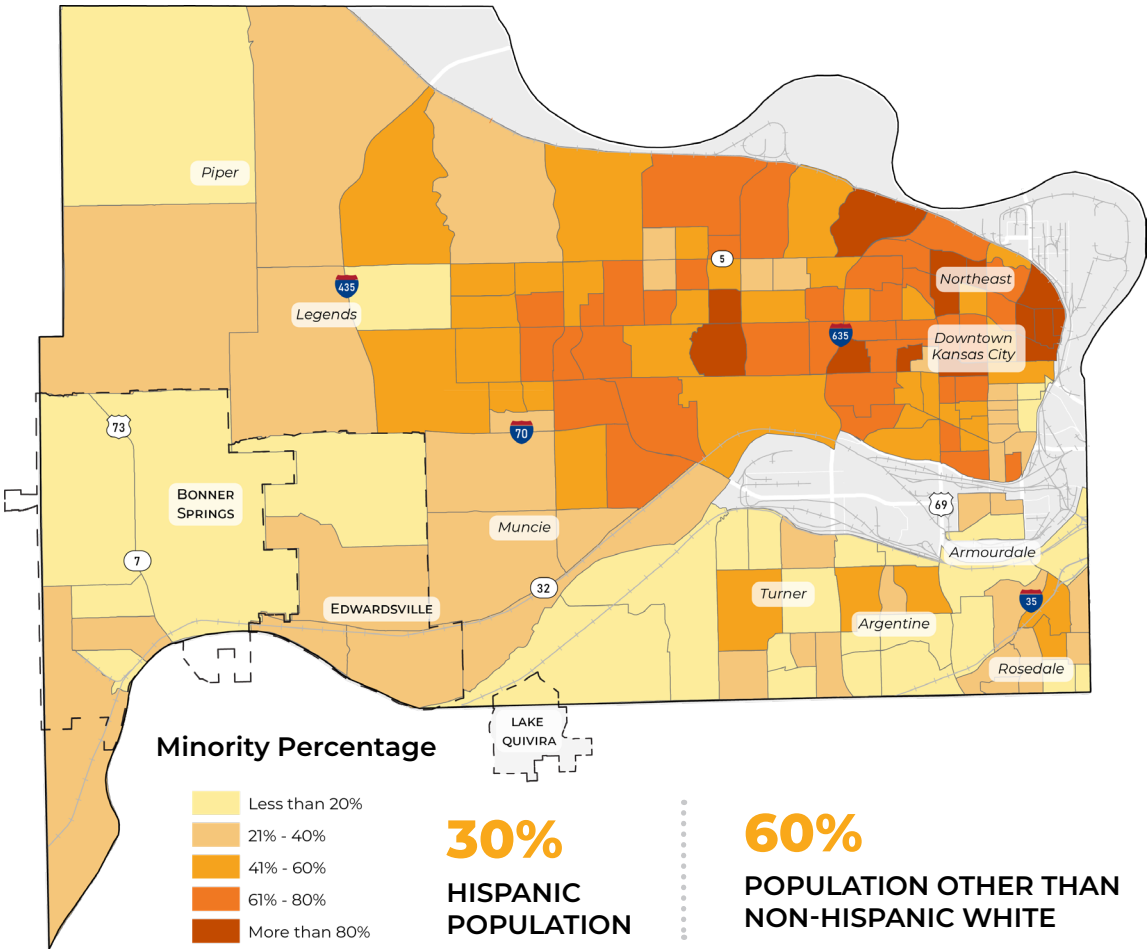 Piper
5
Northeast
435
Legends
635
Downtown
Kansas City
73
70
BONNER
SPRINGS
69
Muncie
Armourdale
7
32
EDWARDSVILLE
Turner
35
Argentine
Rosedale
LAKE
QUIVIRA
Minority Percentage
Less than 20%
21% - 40%
41% - 60%
61% - 80%
More than 80%
30%
HISPANIC
POPULATION
60%
POPULATION OTHER THAN
NON-HISPANIC WHITE